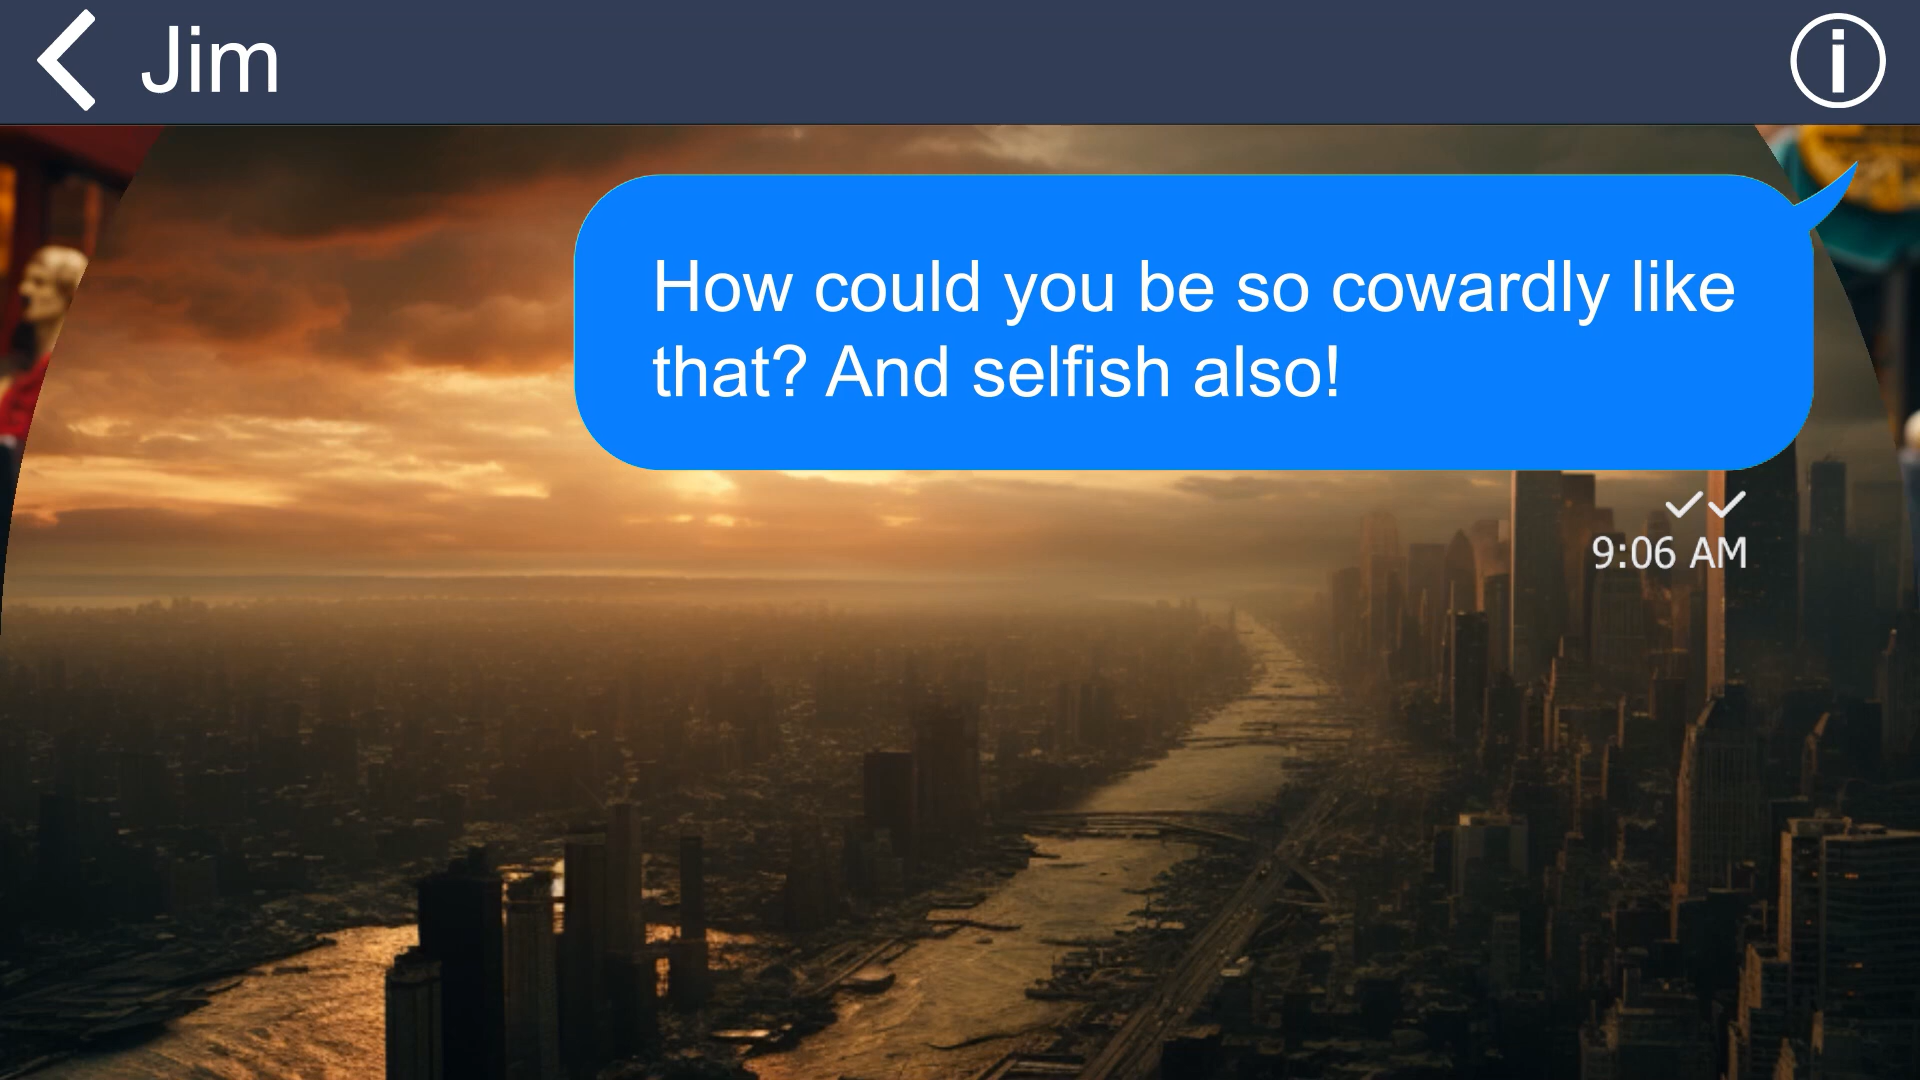 Jim
How could you be so cowardly like
that? And selfish also!
9:06 AM